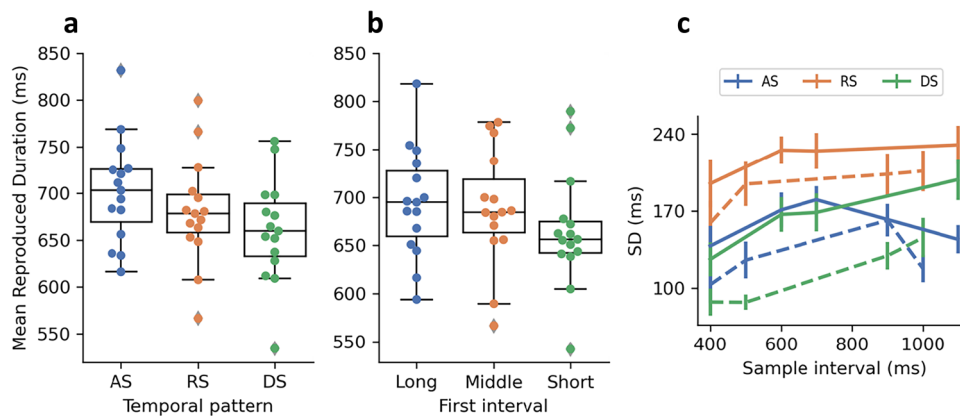 a
b
c
Mean Reproduced Duration (ms)
850
800
750
700
650
600
550
AS
RS
DS
Temporal pattern
850
800
750
700
650
600
550
Long
Middle
Short
First interval
AS
RS
DS
SD (ms)
240
170
100
400
600
800
1000
Sample interval (ms)